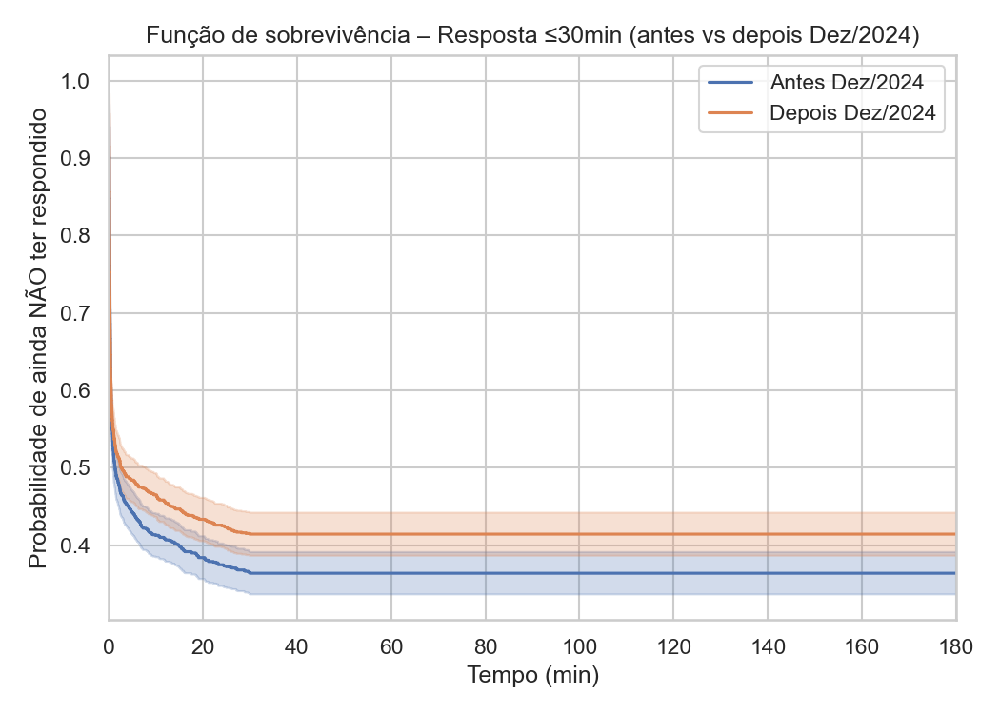 Função de sobrevivência – Resposta ≤30min (antes vs depois Dez/2024)
Antes Dez/2024
Depois Dez/2024
Probabilidade de ainda NÃO ter respondido
1.0
0.9
0.8
0.7
0.6
0.5
0.4
0 20 40 60 80 100 120 140 160 180
Tempo (min)